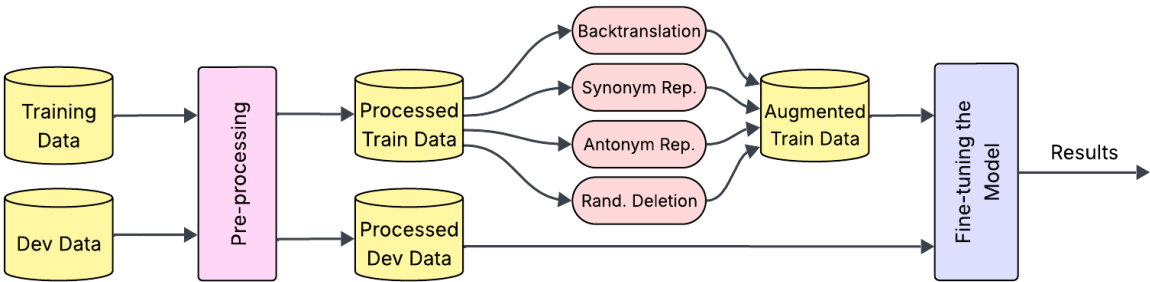 Training
Data
Dev Data
Pre-processing
Processed
Train Data
Processed
Dev Data
Backtranslation
Synonym Rep.
Antonym Rep.
Rand. Deletion
Augmented
Train Data
Fine-tuning the
Model
Results